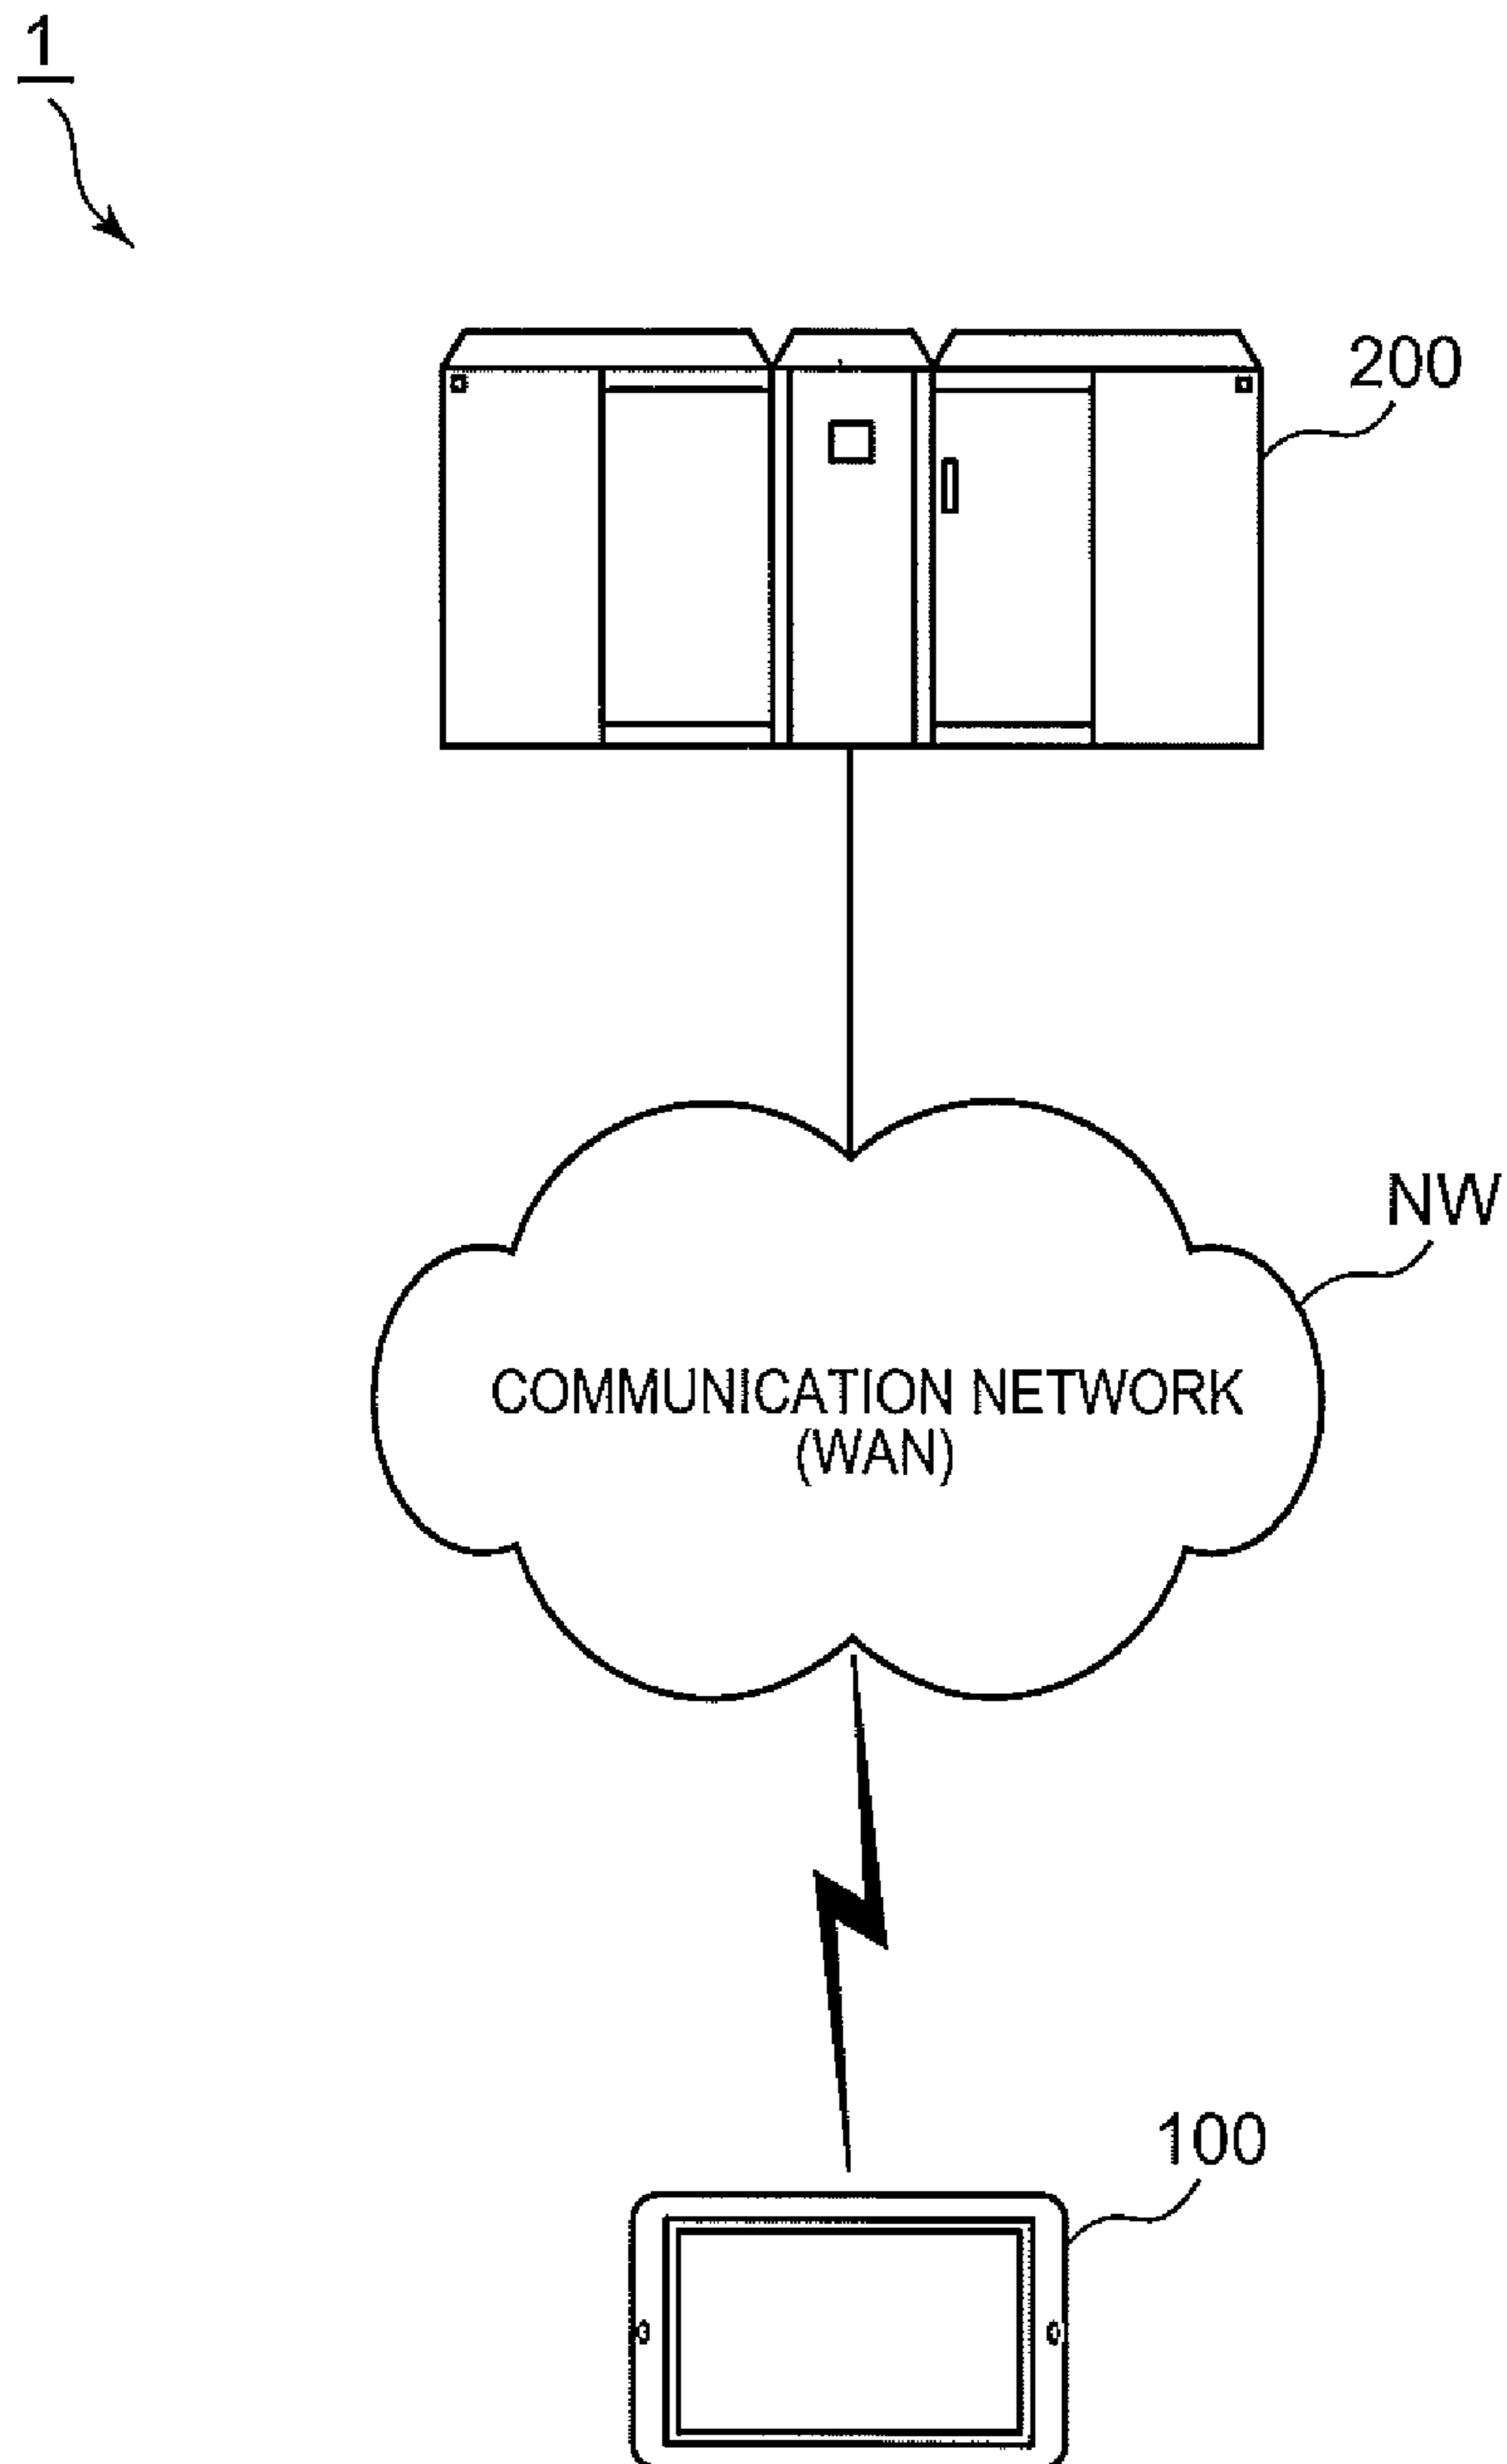 1
200
NW
COMMUNICATION NETWORK
(WAN)
100